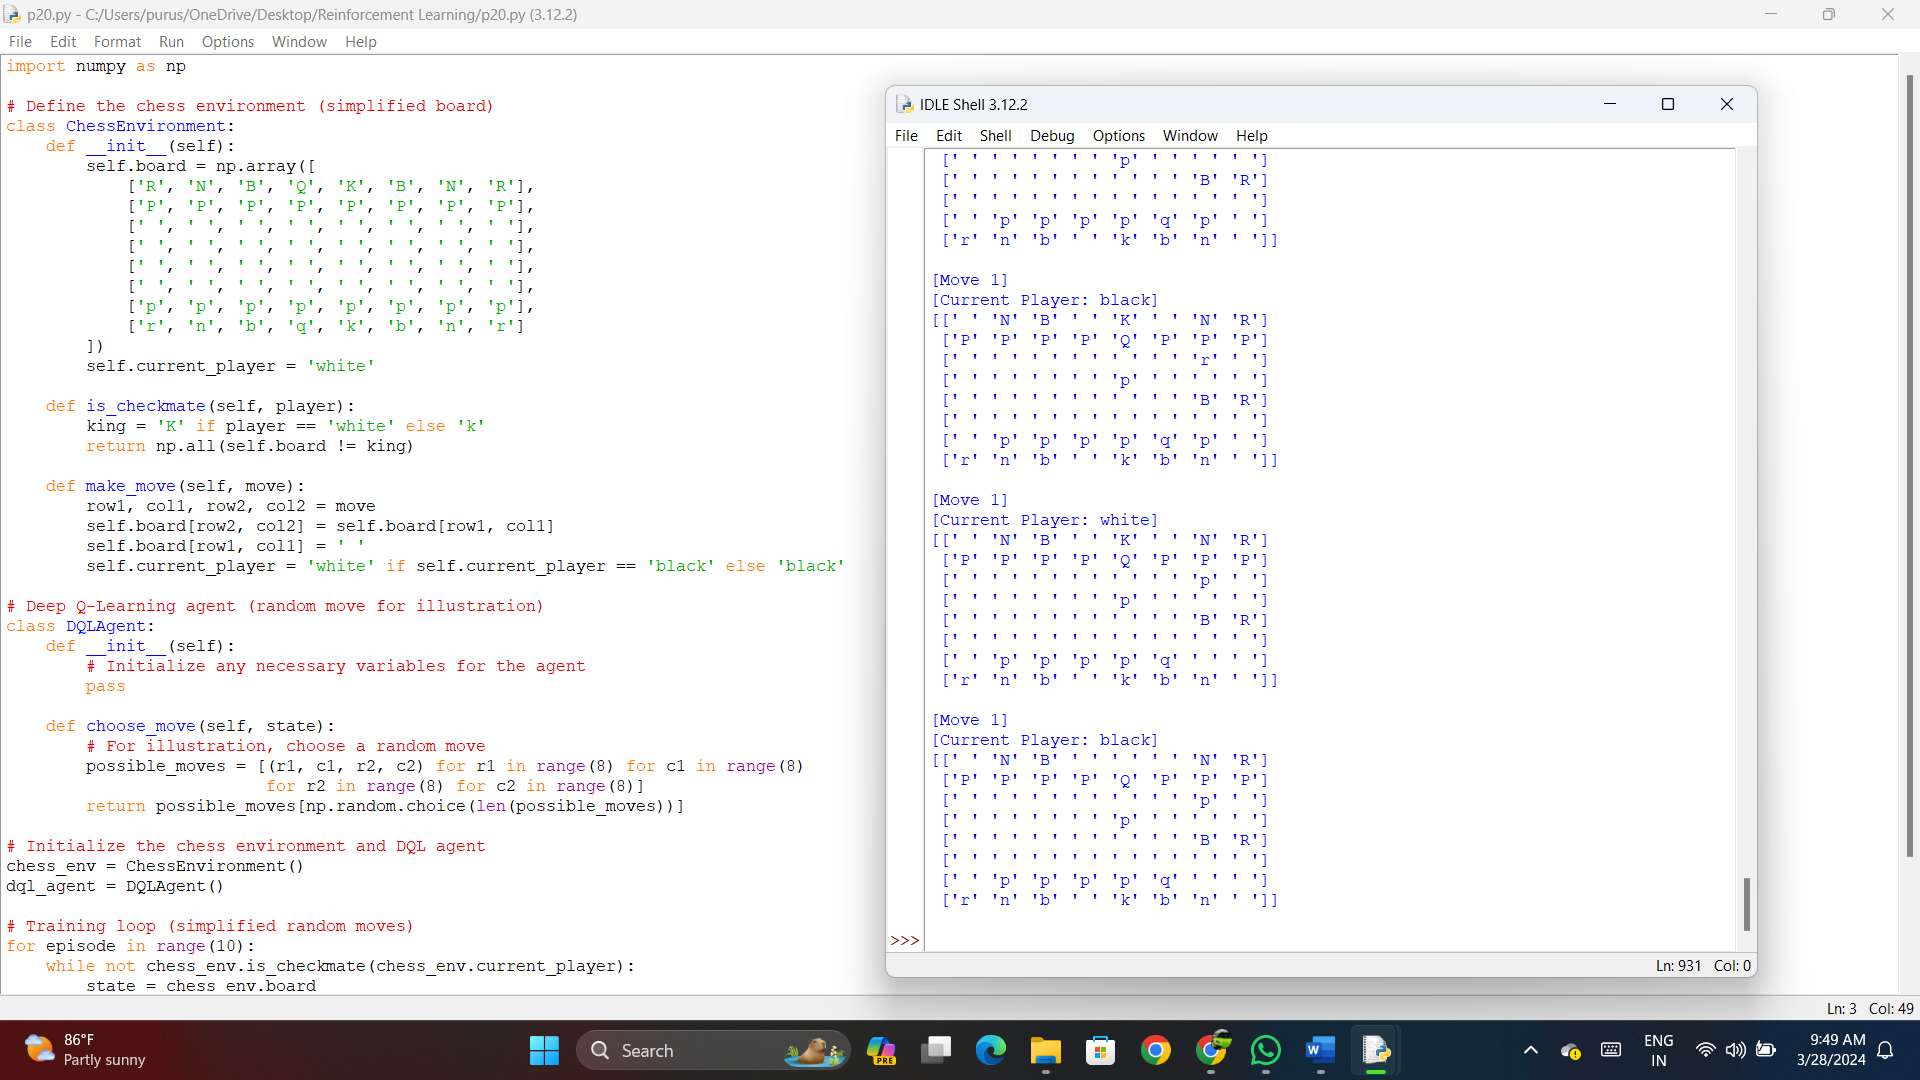 p20.py - C:/Users/purus/OneDrive/Desktop/Reinforcement Learning/p20.py (3.12.2)
File Edit Format Run Options Window Help
import numpy as np
# Define the chess environment (simplified board)
class ChessEnvironment:
    def __init__(self):
        self.board = np.array([
            ['R', 'N', 'B', 'Q', 'K', 'B', 'N', 'R'],
            ['P', 'P', 'P', 'P', 'P', 'P', 'P', 'P'],
            [' ', ' ', ' ', ' ', ' ', ' ', ' ', ' '],
            [' ', ' ', ' ', ' ', ' ', ' ', ' ', ' '],
            [' ', ' ', ' ', ' ', ' ', ' ', ' ', ' '],
            [' ', ' ', ' ', ' ', ' ', ' ', ' ', ' '],
            ['p', 'p', 'p', 'p', 'p', 'p', 'p', 'p'],
            ['r', 'n', 'b', 'q', 'k', 'b', 'n', 'r']
        ])
        self.current_player = 'white'
    def is_checkmate(self, player):
        king = 'K' if player == 'white' else 'k'
        return np.all(self.board != king)
    def make_move(self, move):
        row1, col1, row2, col2 = move
        self.board[row2, col2] = self.board[row1, col1]
        self.board[row1, col1] = ' '
        self.current_player = 'white' if self.current_player == 'black' else 'black'
# Deep Q-Learning agent (random move for illustration)
class DQLAgent:
    def __init__(self):
        # Initialize any necessary variables for the agent
        pass
    def choose_move(self, state):
        # For illustration, choose a random move
        possible_moves = [(r1, c1, r2, c2) for r1 in range(8) for c1 in range(8)
                          for r2 in range(8) for c2 in range(8)]
        return possible_moves[np.random.choice(len(possible_moves))]
# Initialize the chess environment and DQL agent
chess_env = ChessEnvironment()
dql_agent = DQLAgent()
# Training loop (simplified random moves)
for episode in range(10):
    while not chess_env.is_checkmate(chess_env.current_player):
        state = chess_env.board
Ln: 3 Col: 49
IDLE Shell 3.12.2
File Edit Shell Debug Options Window Help
 [' ' ' ' ' ' ' ' 'p' ' ' ' ' ' ']
 [' ' ' ' ' ' ' ' ' ' ' ' 'B' 'R']
 [' ' ' ' ' ' ' ' ' ' ' ' ' ' ' ']
 [' ' 'p' 'p' 'p' 'p' 'q' 'p' ' ']
 ['r' 'n' 'b' ' ' 'k' 'b' 'n' ' ']]
[Move 1]
[Current Player: black]
[[' ' 'N' 'B' ' ' 'K' ' ' 'N' 'R']
 ['P' 'P' 'P' 'P' 'Q' 'P' 'P' 'P']
 [' ' ' ' ' ' ' ' ' ' ' ' 'r' ' ']
 [' ' ' ' ' ' ' ' 'p' ' ' ' ' ' ']
 [' ' ' ' ' ' ' ' ' ' ' ' 'B' 'R']
 [' ' ' ' ' ' ' ' ' ' ' ' ' ' ' ']
 [' ' 'p' 'p' 'p' 'p' 'q' 'p' ' ']
 ['r' 'n' 'b' ' ' 'k' 'b' 'n' ' ']]
[Move 1]
[Current Player: white]
[[' ' 'N' 'B' ' ' 'K' ' ' 'N' 'R']
 ['P' 'P' 'P' 'P' 'Q' 'P' 'P' 'P']
 [' ' ' ' ' ' ' ' ' ' ' ' 'p' ' ']
 [' ' ' ' ' ' ' ' 'p' ' ' ' ' ' ']
 [' ' ' ' ' ' ' ' ' ' ' ' 'B' 'R']
 [' ' ' ' ' ' ' ' ' ' ' ' ' ' ' ']
 [' ' 'p' 'p' 'p' 'p' 'q' ' ' ' ']
 ['r' 'n' 'b' ' ' 'k' 'b' 'n' ' ']]
[Move 1]
[Current Player: black]
[[' ' 'N' 'B' ' ' ' ' ' ' 'N' 'R']
 ['P' 'P' 'P' 'P' 'Q' 'P' 'P' 'P']
 [' ' ' ' ' ' ' ' ' ' ' ' 'p' ' ']
 [' ' ' ' ' ' ' ' 'p' ' ' ' ' ' ']
 [' ' ' ' ' ' ' ' ' ' ' ' 'B' 'R']
 [' ' ' ' ' ' ' ' ' ' ' ' ' ' ' ']
 [' ' 'p' 'p' 'p' 'p' 'q' ' ' ' ']
 ['r' 'n' 'b' ' ' 'k' 'b' 'n' ' ']]
>>>
Ln: 931 Col: 0
86°F
Partly sunny
Search
PRE
ENG
IN
9:49 AM
3/28/2024